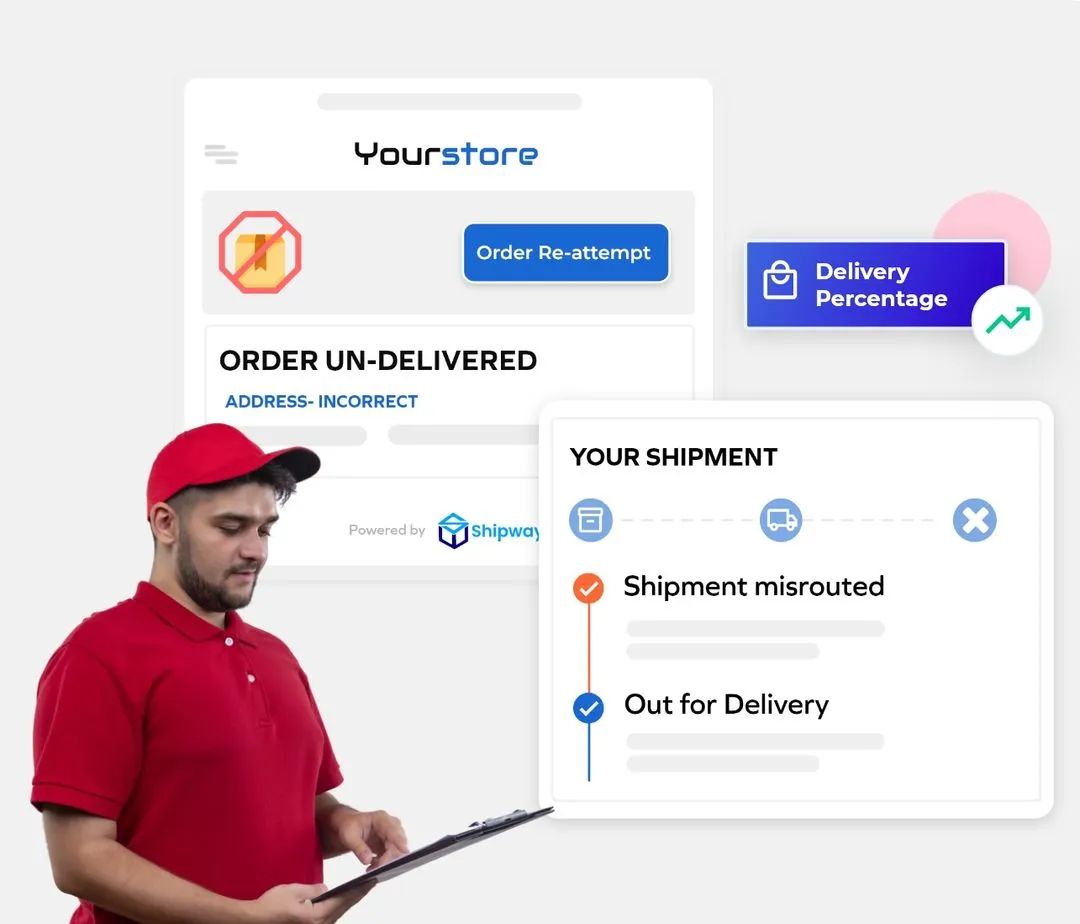 Yourstore
Order Re-attempt
Delivery
Percentage
ORDER UN-DELIVERED
ADDRESS- INCORRECT
Powered by Shipway
YOUR SHIPMENT
Shipment misrouted
Out for Delivery